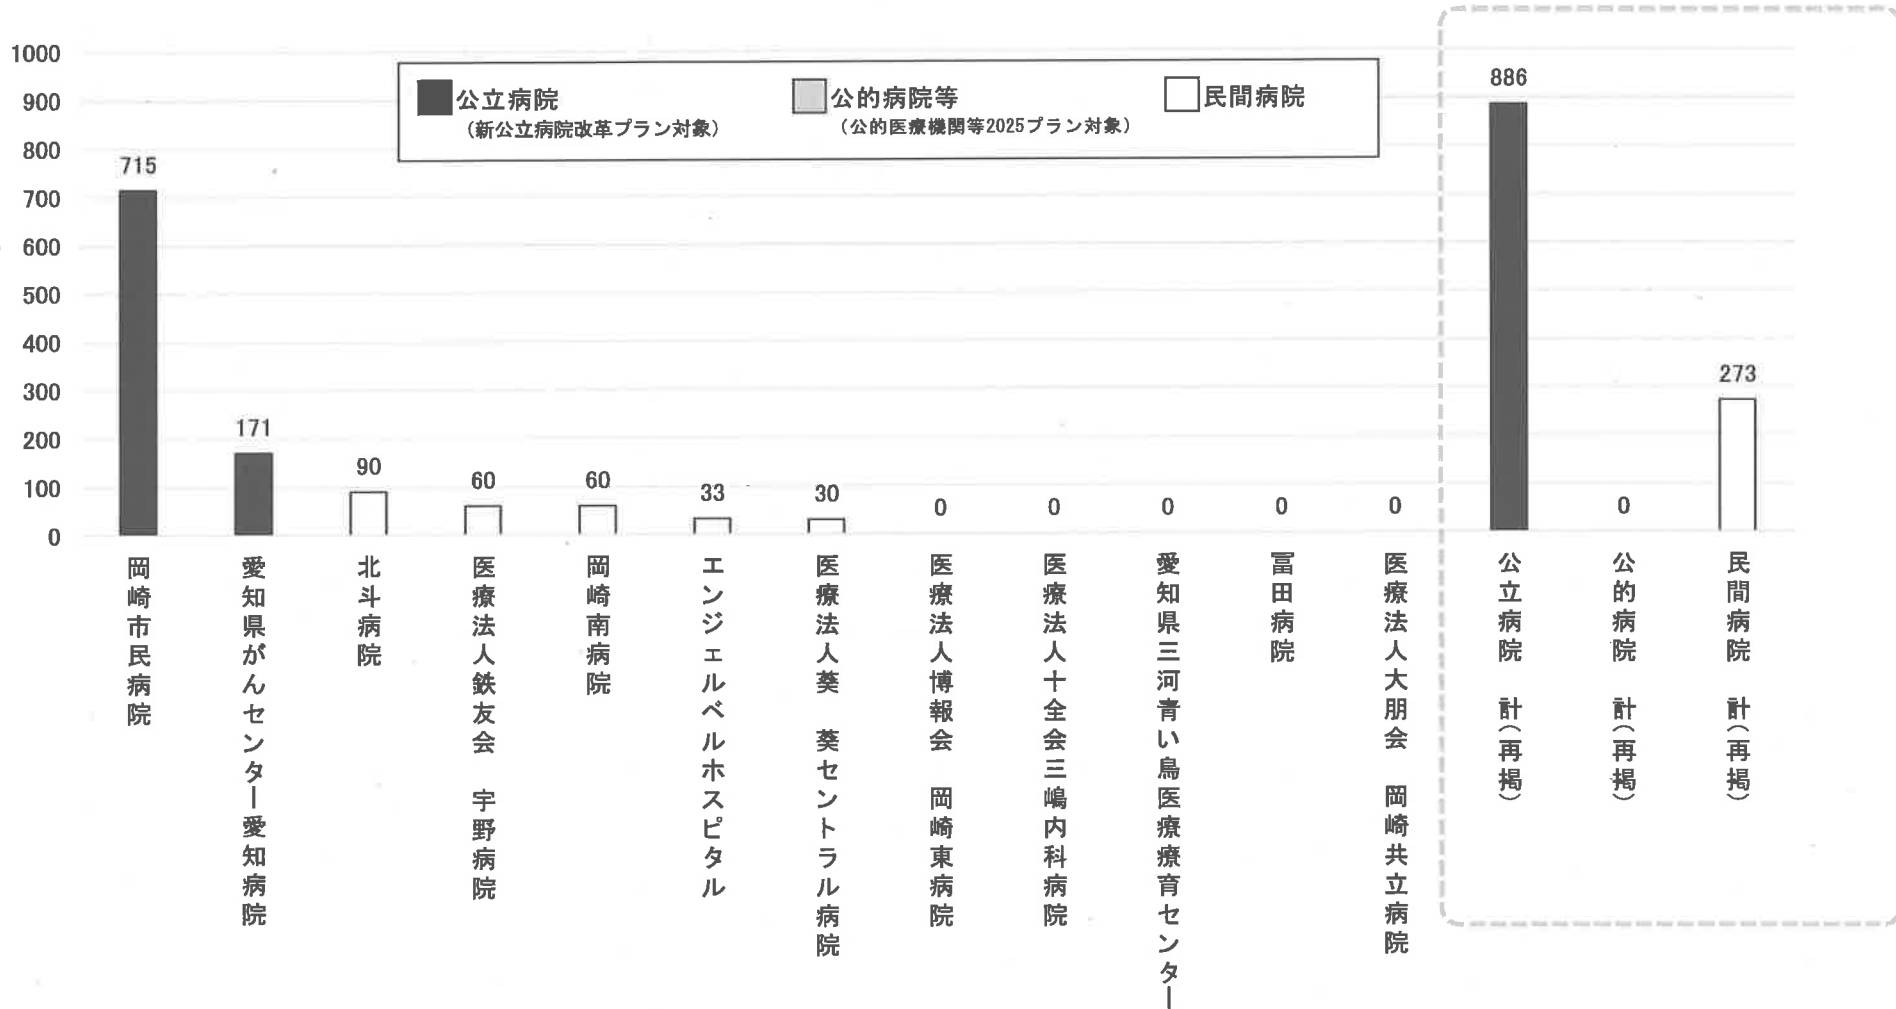 1000
900
800
700
600
500
400
300
200
100
0
公立病院
（新公立病院改革プラン対象）
公的病院等
（公的医療機関等2025プラン対象）
民間病院
715
171
90
60
60
33
30
0
0
0
0
0
886
0
273
岡崎市民病院
愛知県がんセンター愛知病院
北斗病院
医療法人鉄友会　宇野病院
岡崎南病院
エンジェルベルホスピタル
医療法人葵　葵セントラル病院
医療法人博報会　岡崎東病院
医療法人十全会三嶋内科病院
愛知県三河青い鳥医療療育センター
冨田病院
医療法人大朋会　岡崎共立病院
公立病院　計（再掲）
公的病院　計（再掲）
民間病院　計（再掲）